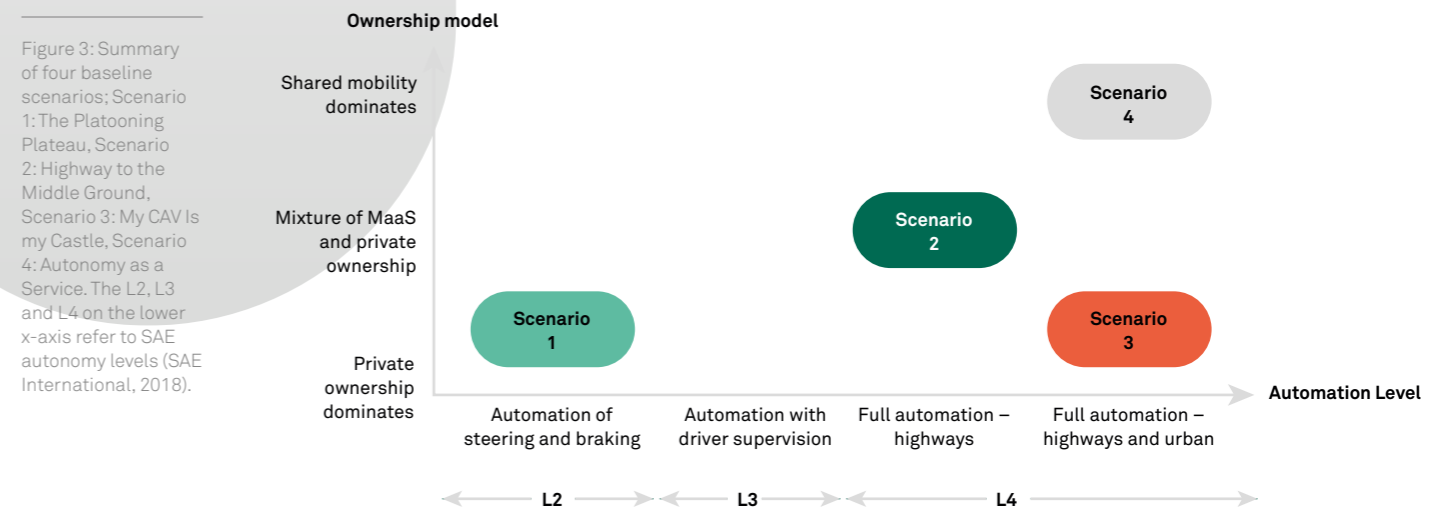 Figure 3: Summary
of four baseline
scenarios; Scenario
1: The Platooning
Plateau, Scenario
2: Highway to the
Middle Ground,
Scenario 3: My CAV Is
my Castle, Scenario
4: Autonomy as a
Service. The L2, L3
and L4 on the lower
x-axis refer to SAE
autonomy levels (SAE
International, 2018).
Ownership model
Shared mobility
dominates
Mixture of MaaS
and private
ownership
Private
ownership
dominates
Scenario
4
Scenario
2
Scenario
1
Scenario
3
Automation Level
Automation of
steering and braking
Automation with
driver supervision
Full automation –
highways
Full automation –
highways and urban
L2
L3
L4